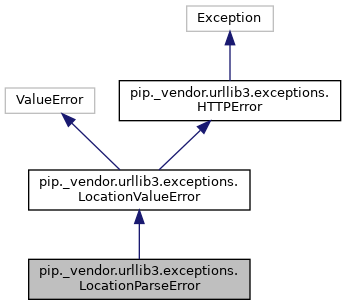 Exception
pip._vendor.urllib3.exceptions.
HTTPError
ValueError
pip._vendor.urllib3.exceptions.
LocationValueError
pip._vendor.urllib3.exceptions.
LocationParseError